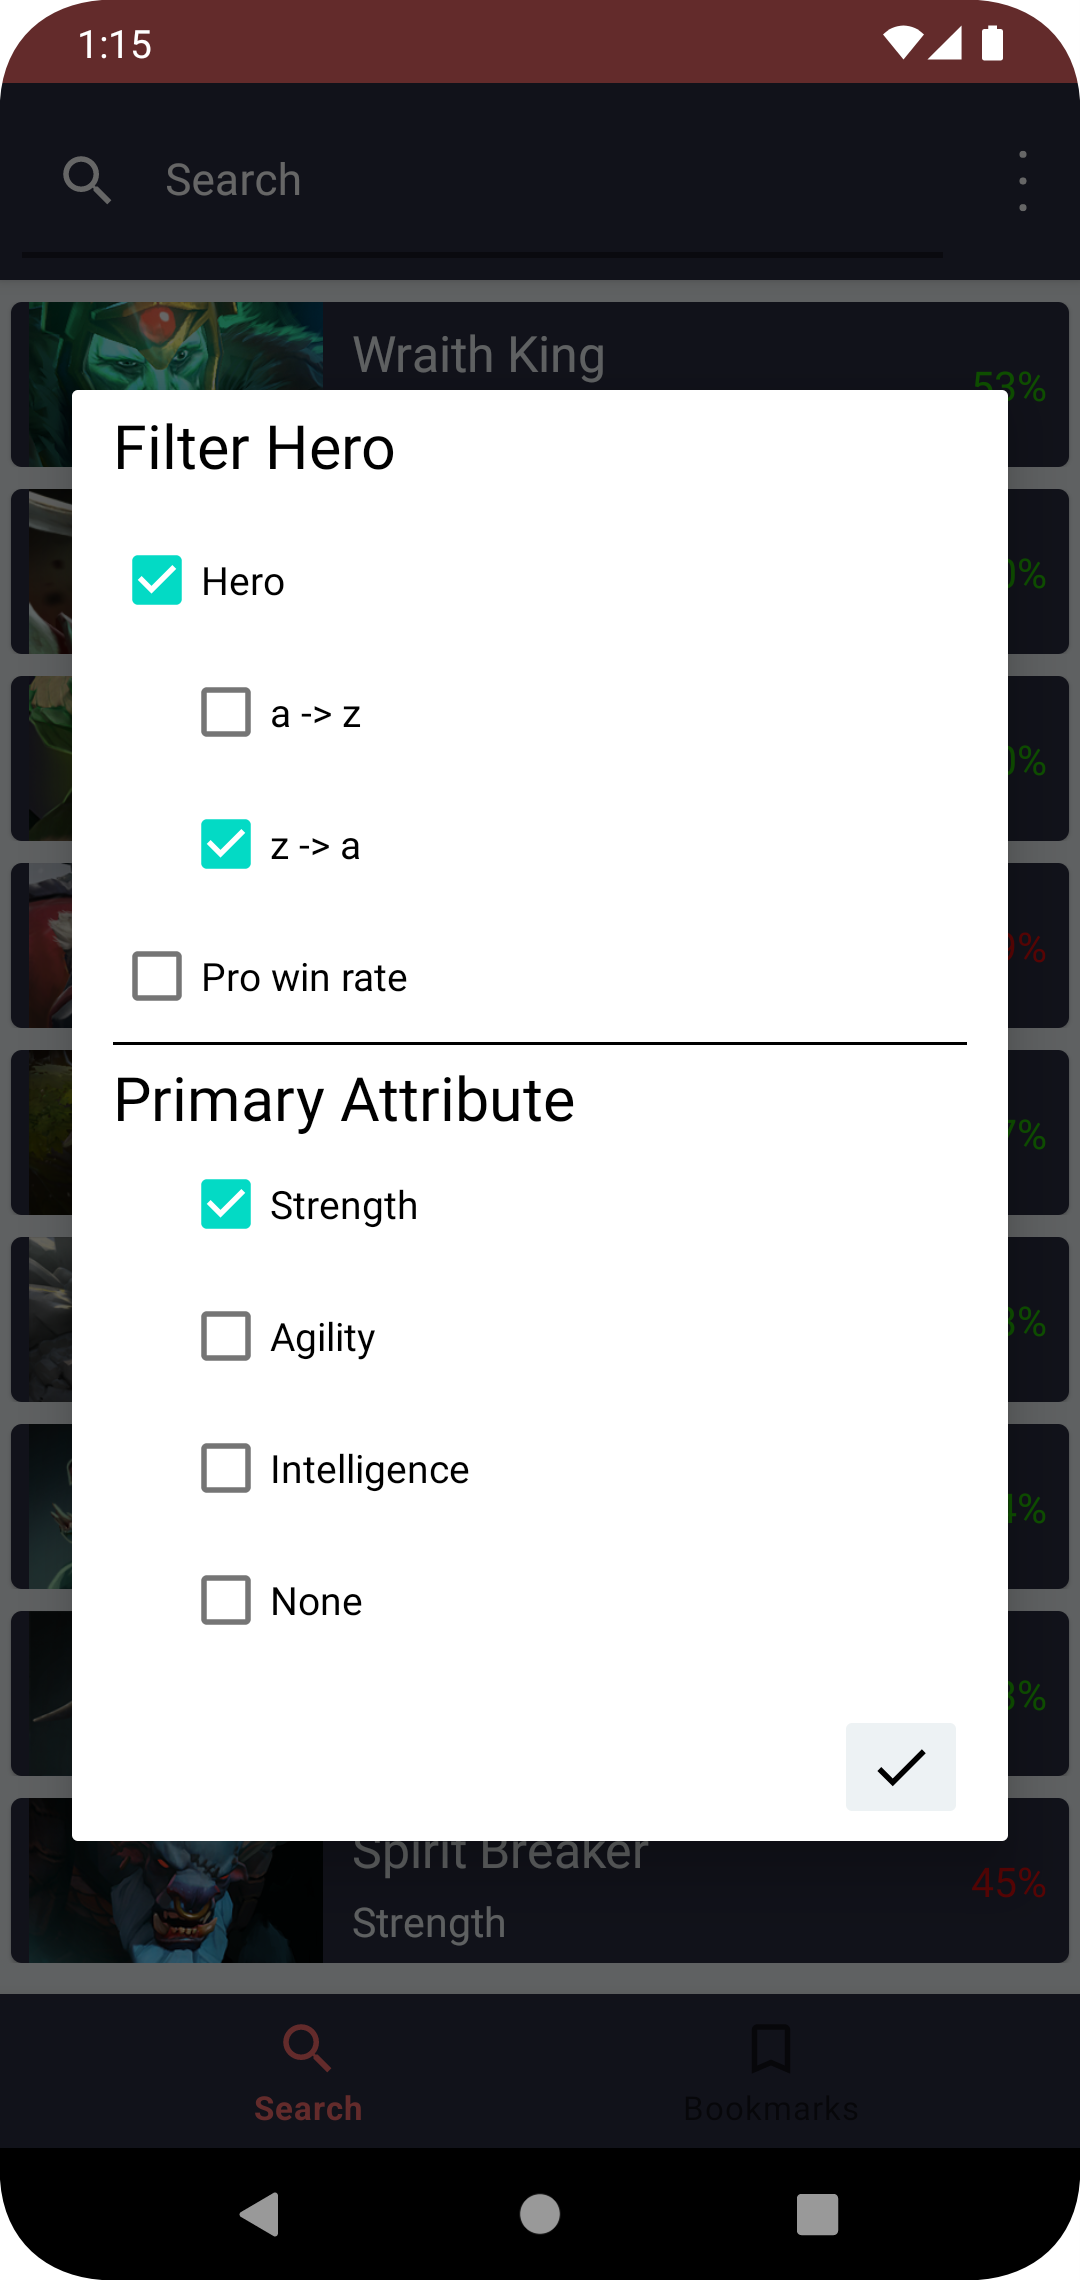 1:15
Search
Wraith King
53%
Filter Hero
Hero
a -> z
z -> a
Pro win rate
Primary Attribute
Strength
Agility
Intelligence
None
Spirit Breaker
45%
Strength
Search
Bookmarks